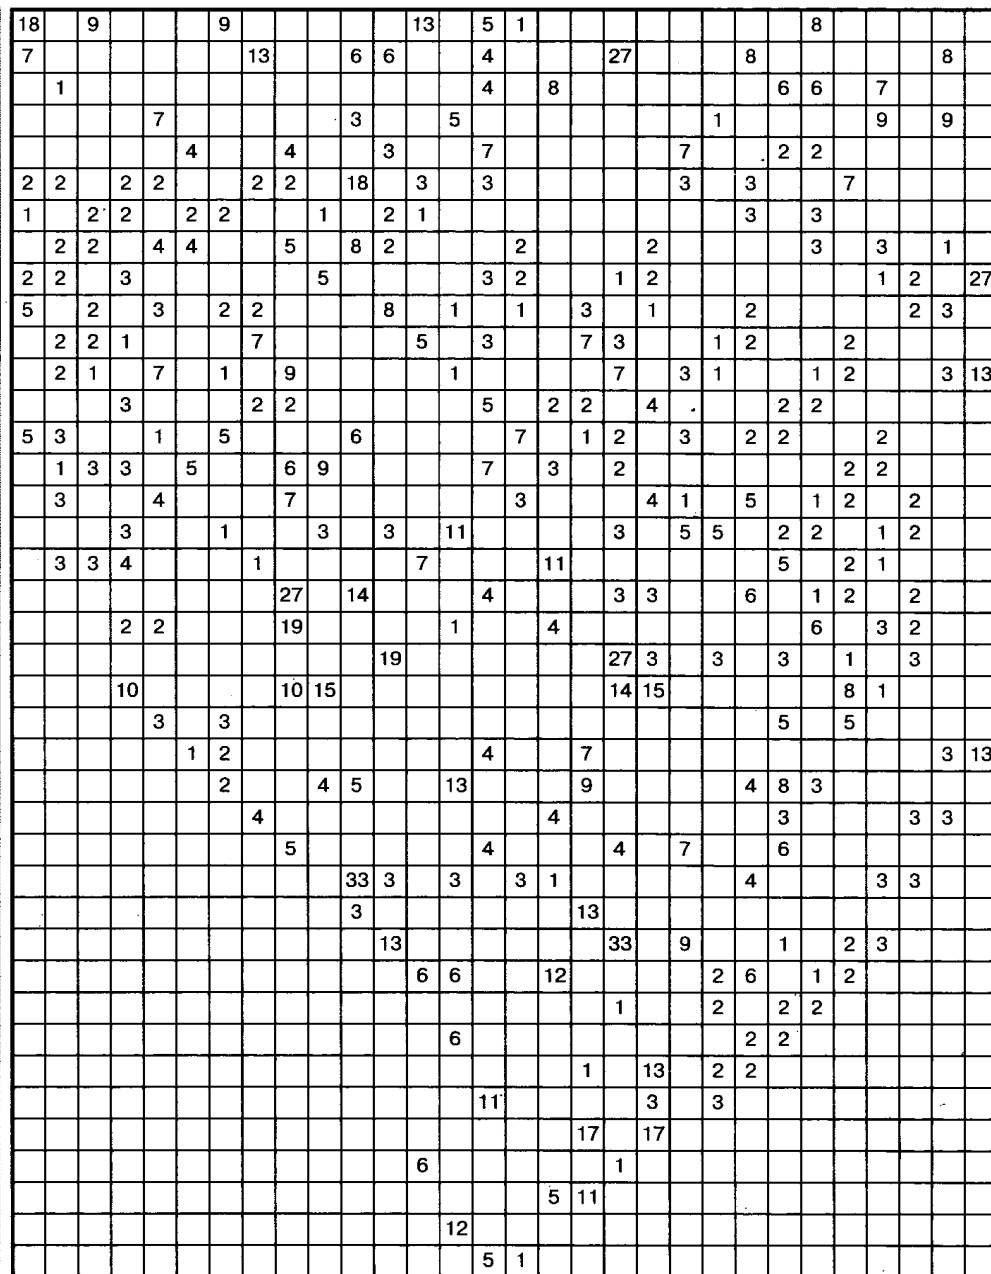 18 9 9 13 5 1 8
7 13 6 6 4 27 8 8
1 4 8 6 6 7
7 3 5 1 9 9
4 4 3 7 7 2 2
2 2 2 2 2 2 18 3 3 3 3 7
1 2 2 2 2 1 2 1 3 3
2 2 4 4 5 8 2 2 2 3 3 1
2 2 3 5 3 2 1 2 1 2 27
5 2 3 2 2 8 1 1 3 1 2 2 3
2 2 1 7 5 3 7 3 1 2 2
2 1 7 1 9 1 7 3 1 1 2 3 13
3 2 2 5 2 2 4 2 2
5 3 1 5 6 7 1 2 3 2 2 2
1 3 3 5 6 9 7 3 2 2 2
3 4 7 3 4 1 5 1 2 2
3 1 3 3 11 3 5 5 2 2 1 2
3 3 4 1 7 11 5 2 1
27 14 4 3 3 6 1 2 2
2 2 19 1 4 6 3 2
19 27 3 3 3 1 3
10 10 15 14 15 8 1
3 3 5 5
1 2 4 7 3 13
2 4 5 13 9 4 8 3
4 4 3 3 3
5 4 4 7 6
33 3 3 3 1 4 3 3
3 13
13 33 9 1 2 3
6 6 12 2 6 1 2
1 2 2 2
6 2 2
1 13 2 2
11 3 3
17 17
6 1
5 11
12
5 1